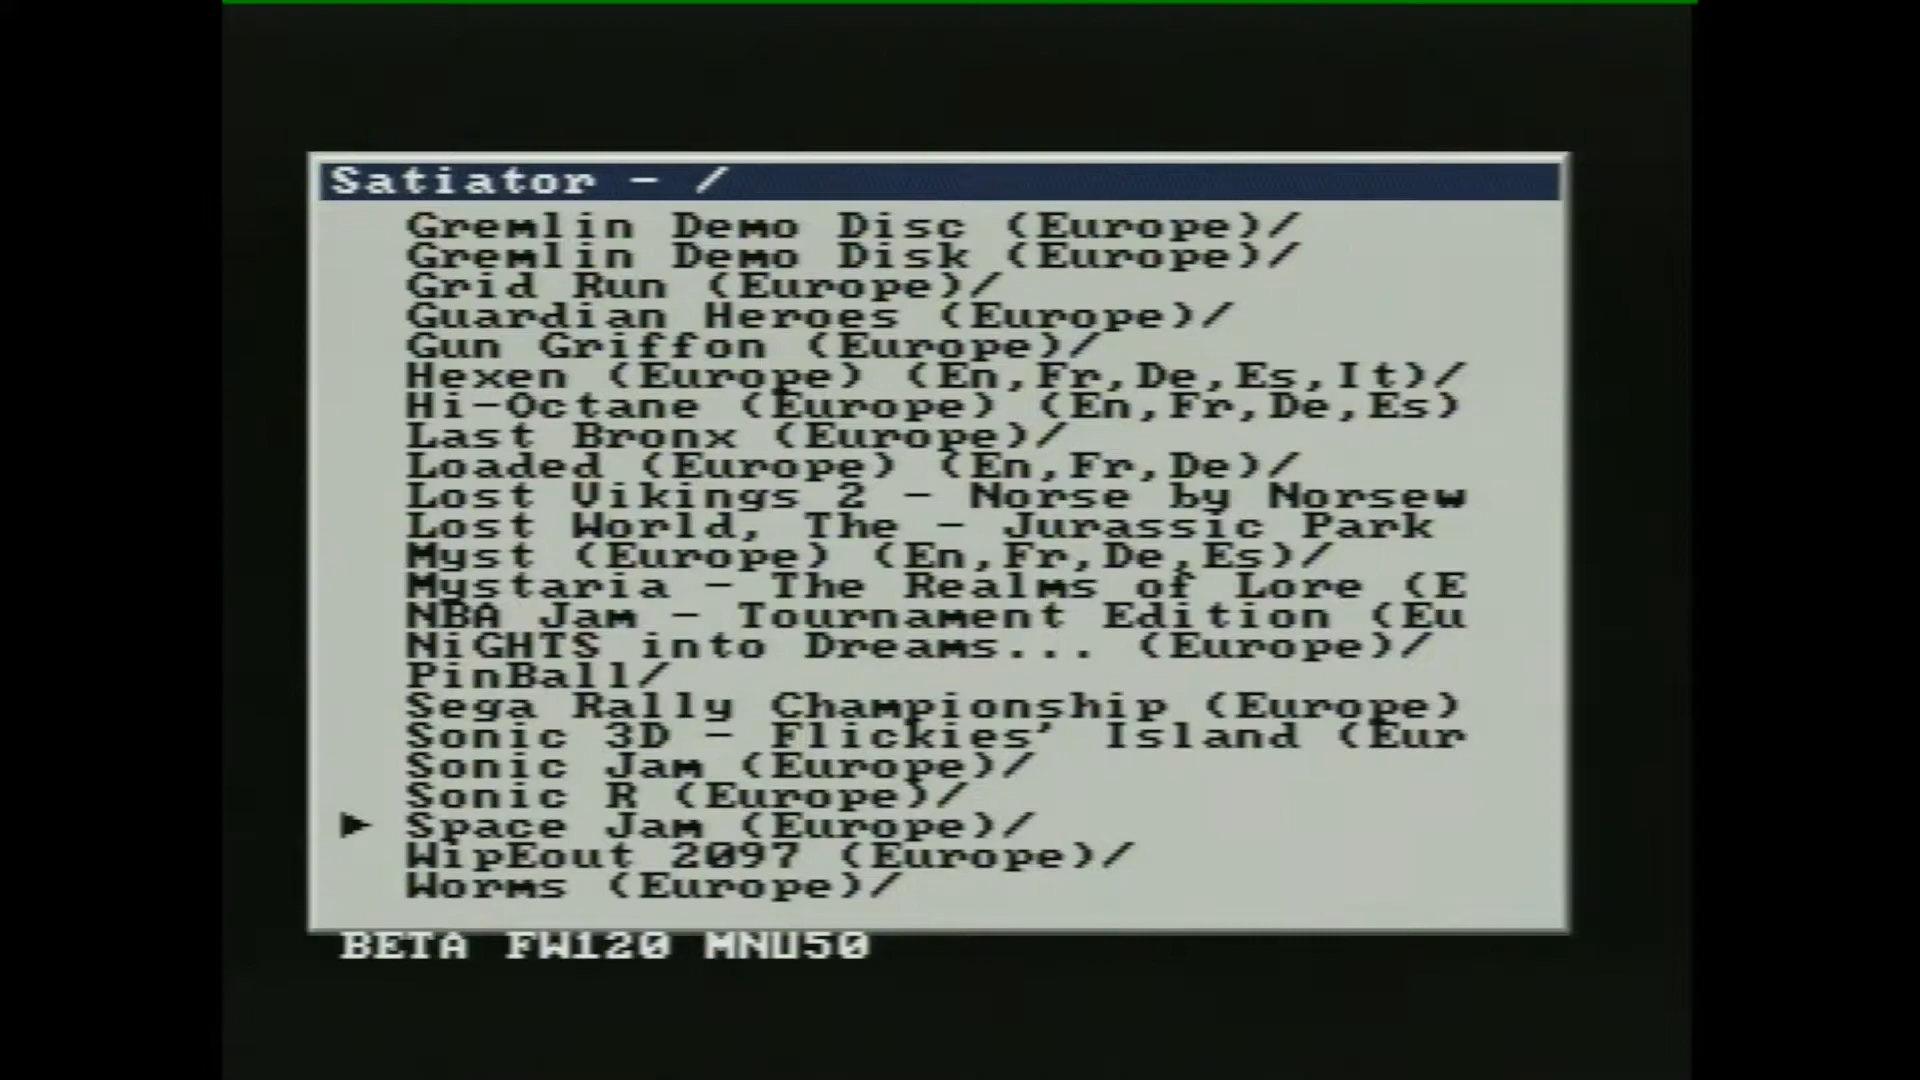 Satiator - /
Gremlin Demo Disc (Europe)/
Gremlin Demo Disk (Europe)/
Grid Run (Europe)/
Guardian Heroes (Europe)/
Gun Griffon (Europe)/
Hexen (Europe) (En,Fr,De,Es,It)/
Hi-Octane (Europe) (En,Fr,De,Es)
Last Bronx (Europe)/
Loaded (Europe) (En,Fr,De)/
Lost Vikings 2 - Norse by Norsew
Lost World, The - Jurassic Park
Myst (Europe) (En,Fr,De,Es)/
Mystaria - The Realms of Lore (E
NBA Jam - Tournament Edition (Eu
NiGHTS into Dreams... (Europe)/
PinBall/
Sega Rally Championship (Europe)
Sonic 3D - Flickies' Island (Eur
Sonic Jam (Europe)/
Sonic R (Europe)/
► Space Jam (Europe)/
WipEout 2097 (Europe)/
Worms (Europe)/
BETA FW120 MNU50